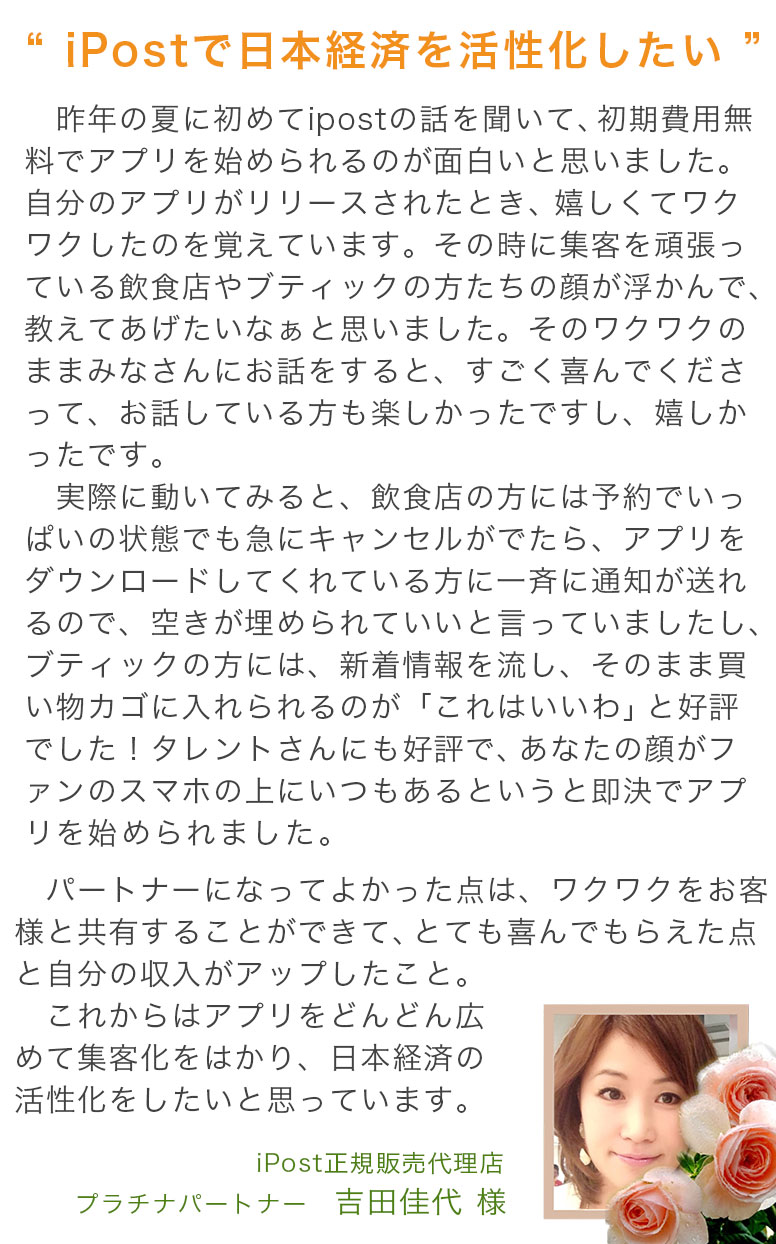 “ iPostで日本経済を活性化したい ”
昨年の夏に初めてipostの話を聞いて、初期費用無
料でアプリを始められるのが面白いと思いました。
自分のアプリがリリースされたとき、嬉しくてワク
ワクしたのを覚えています。その時に集客を頑張っ
ている飲食店やブティックの方たちの顔が浮かんで、
教えてあげたいなぁと思いました。そのワクワクの
ままみなさんにお話をすると、すごく喜んでくださ
って、お話している方も楽しかったですし、嬉しか
ったです。
実際に動いてみると、飲食店の方には予約でいっ
ぱいの状態でも急にキャンセルがでたら、アプリを
ダウンロードしてくれている方に一斉に通知が送れ
るので、空きが埋められていいと言っていましたし、
ブティックの方には、新着情報を流し、そのまま買
い物カゴに入れられるのが「これはいいわ」と好評
でした！タレントさんにも好評で、あなたの顔がフ
ァンのスマホの上にいつもあるというと即決でアプ
リを始められました。
パートナーになってよかった点は、ワクワクをお客
様と共有することができて、とても喜んでもらえた点
と自分の収入がアップしたこと。
これからはアプリをどんどん広
めて集客化をはかり、日本経済の
活性化をしたいと思っています。
iPost正規販売代理店
プラチナパートナー　吉田佳代 様